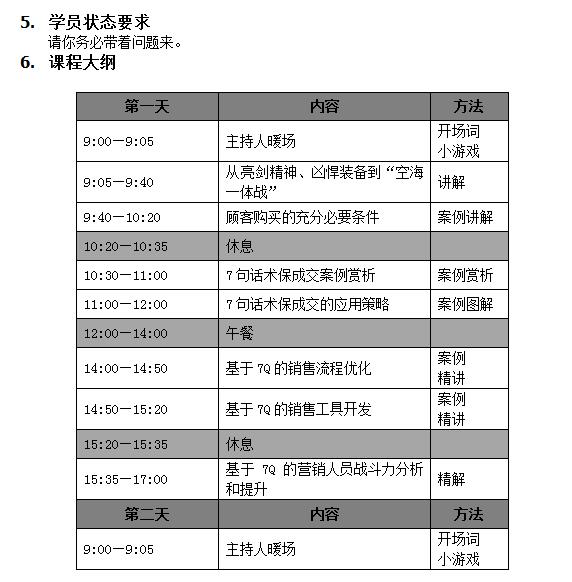 5. 学员状态要求
请你务必带着问题来。
6. 课程大纲
第一天 内容 方法
9:00—9:05 主持人暖场 开场词
小游戏
9:05—9:40 从亮剑精神、凶悍装备到“空海
一体战” 讲解
9:40—10:20 顾客购买的充分必要条件 案例讲解
10:20—10:35 休息
10:30—11:00 7句话术保成交案例赏析 案例赏析
11:00—12:00 7句话术保成交的应用策略 案例图解
12:00—14:00 午餐
14:00—14:50 基于7Q的销售流程优化 案例
精讲
14:50—15:20 基于7Q的销售工具开发 案例
精讲
15:20—15:35 休息
15:35—17:00 基于 7Q 的营销人员战斗力分析
和提升 精解
第二天 内容 方法
9:00—9:05 主持人暖场 开场词
小游戏